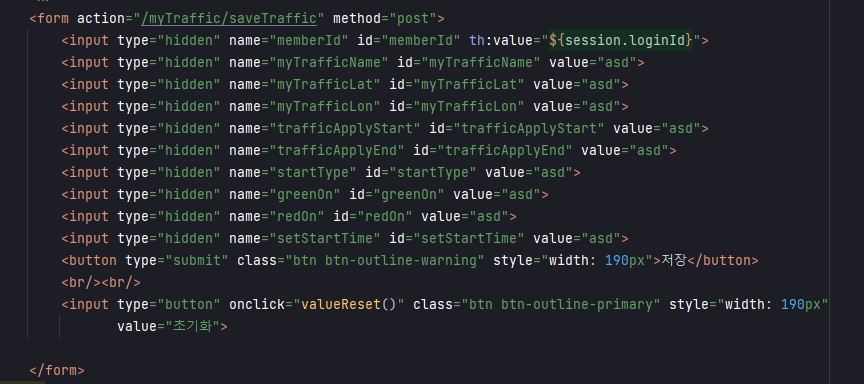 <form action="/myTraffic/saveTraffic" method="post">
<input type="hidden" name="memberId" id="memberId" th:value="${session.loginId}">
<input type="hidden" name="myTrafficName" id="myTrafficName" value="asd">
<input type="hidden" name="myTrafficLat" id="myTrafficLat" value="asd">
<input type="hidden" name="myTrafficLon" id="myTrafficLon" value="asd">
<input type="hidden" name="trafficApplyStart" id="trafficApplyStart" value="asd">
<input type="hidden" name="trafficApplyEnd" id="trafficApplyEnd" value="asd">
<input type="hidden" name="startType" id="startType" value="asd">
<input type="hidden" name="greenOn" id="greenOn" value="asd">
<input type="hidden" name="redOn" id="redOn" value="asd">
<input type="hidden" name="setStartTime" id="setStartTime" value="asd">
<button type="submit" class="btn btn-outline-warning" style="width: 190px">저장</button>
<br/><br/>
<input type="button" onclick="valueReset()" class="btn btn-outline-primary" style="width: 190px"
value="초기화">
</form>